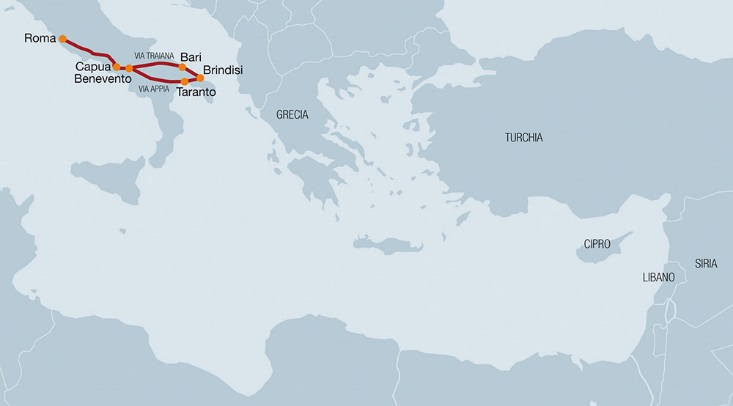 Roma
VIA TRAIANA
Bari
Capua
Brindisi
Benevento
VIA APPIA
Taranto
GRECIA
TURCHIA
CIPRO
SIRIA
LIBANO